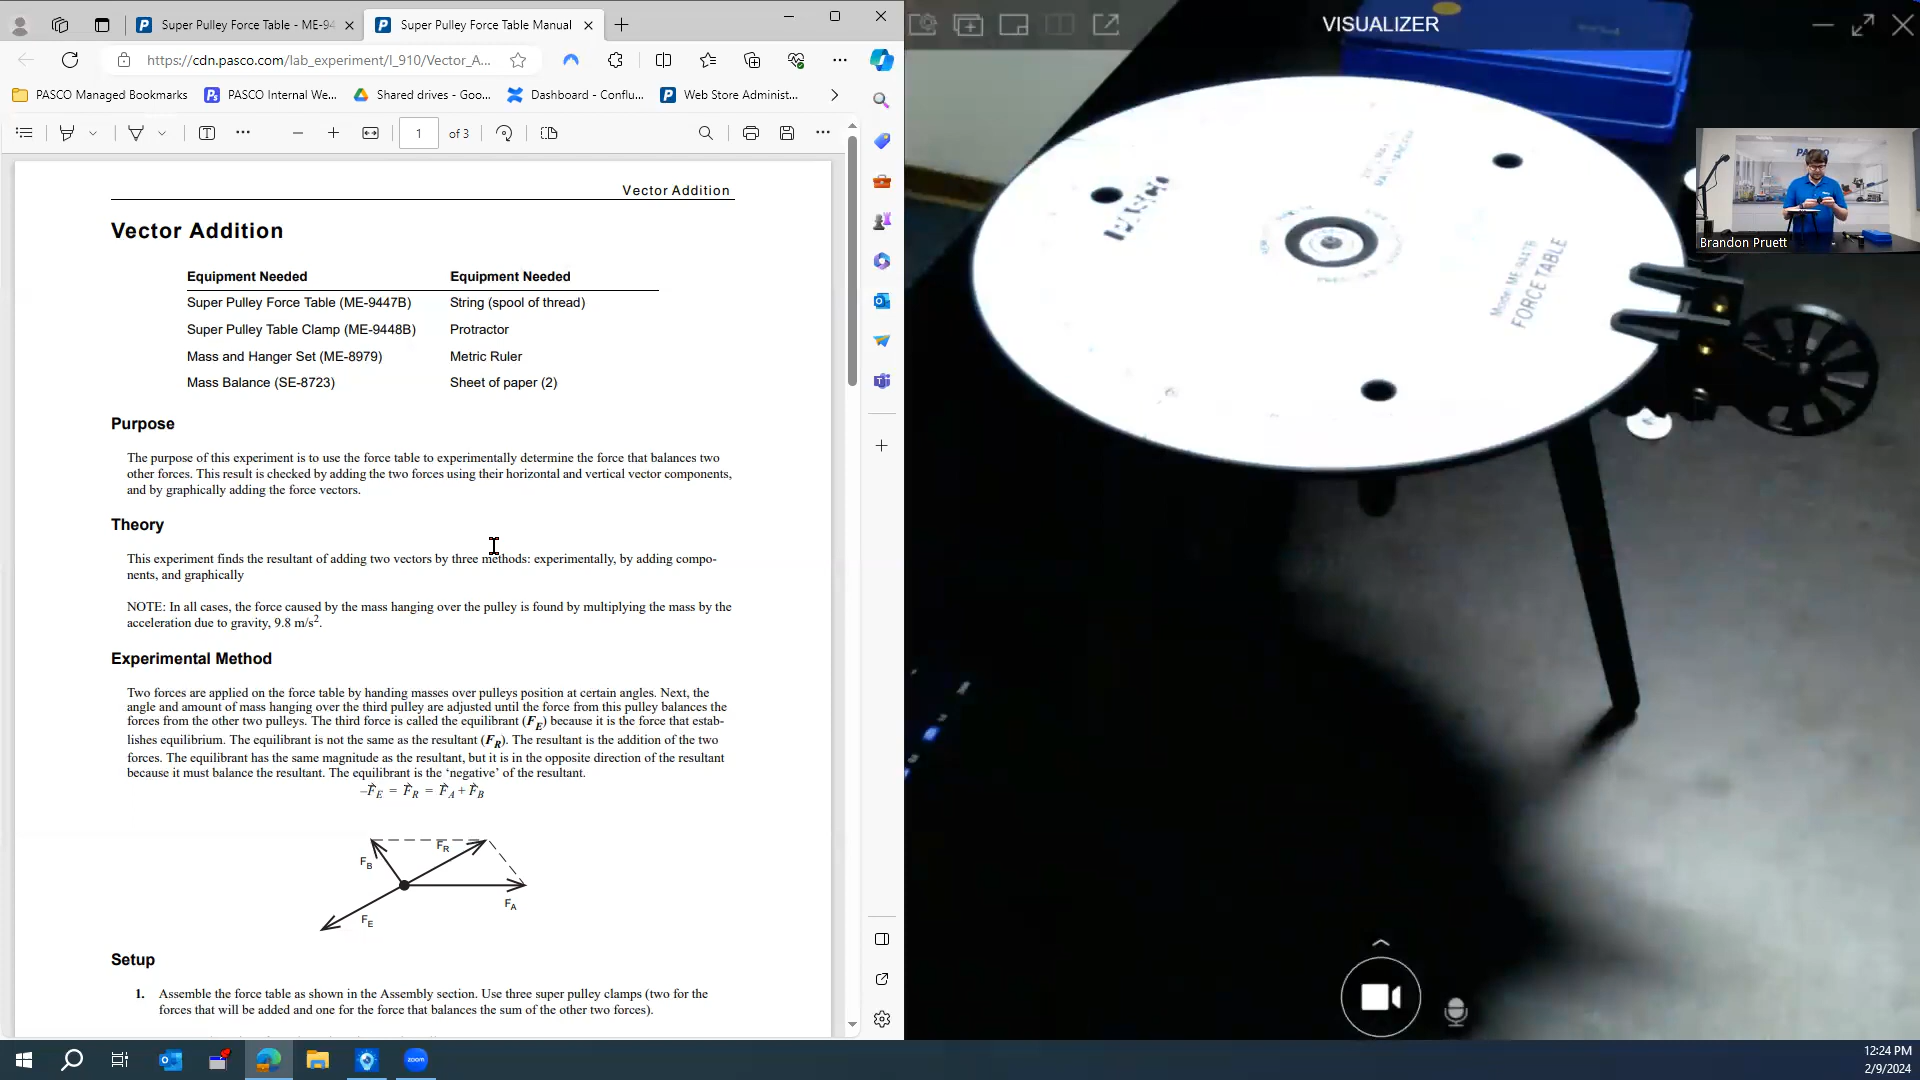 Super Pulley Force Table - ME-94
Super Pulley Force Table Manual
https://cdn.pasco.com/lab_experiment/I_910/Vector_A...
PASCO Managed Bookmarks
PASCO Internal We...
Shared drives - Goo...
Dashboard - Conflu...
Web Store Administ...
1 of 3
Vector Addition
Vector Addition
Equipment Needed Equipment Needed
Super Pulley Force Table (ME-9447B) String (spool of thread)
Super Pulley Table Clamp (ME-9448B) Protractor
Mass and Hanger Set (ME-8979) Metric Ruler
Mass Balance (SE-8723) Sheet of paper (2)
Purpose
The purpose of this experiment is to use the force table to experimentally determine the force that balances two
other forces. This result is checked by adding the two forces using their horizontal and vertical vector components,
and by graphically adding the force vectors.
Theory
This experiment finds the resultant of adding two vectors by three methods: experimentally, by adding compo-
nents, and graphically
NOTE: In all cases, the force caused by the mass hanging over the pulley is found by multiplying the mass by the
acceleration due to gravity, 9.8 m/s².
Experimental Method
Two forces are applied on the force table by handing masses over pulleys position at certain angles. Next, the
angle and amount of mass hanging over the third pulley are adjusted until the force from this pulley balances the
forces from the other two pulleys. The third force is called the equilibrant (F_E) because it is the force that estab-
lishes equilibrium. The equilibrant is not the same as the resultant (F_R). The resultant is the addition of the two
forces. The equilibrant has the same magnitude as the resultant, but it is in the opposite direction of the resultant
because it must balance the resultant. The equilibrant is the ‘negative’ of the resultant.
–F⃗_E = F⃗_R = F⃗_A + F⃗_B
F_B
F_R
F_A
F_E
Setup
1. Assemble the force table as shown in the Assembly section. Use three super pulley clamps (two for the
forces that will be added and one for the force that balances the sum of the other two forces).
VISUALIZER
PASCO
Model ME-9447B
FORCE TABLE
Brandon Pruett
zoom
12:24 PM
2/9/2024